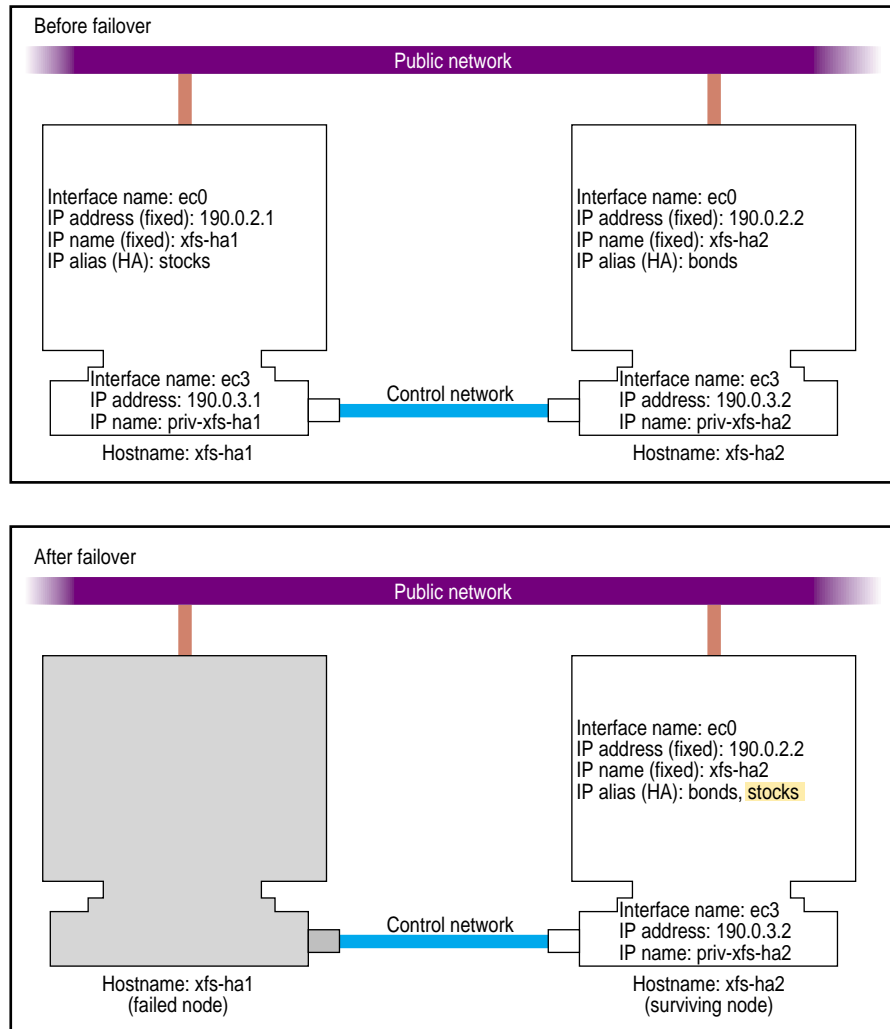 Before failover
Public network
Interface name: ec0
IP address (fixed): 190.0.2.1
IP name (fixed): xfs-ha1
IP alias (HA): stocks
Interface name: ec0
IP address (fixed): 190.0.2.2
IP name (fixed): xfs-ha2
IP alias (HA): bonds
Interface name: ec3
IP address: 190.0.3.1
IP name: priv-xfs-ha1
Control network
Interface name: ec3
IP address: 190.0.3.2
IP name: priv-xfs-ha2
Hostname: xfs-ha1
Hostname: xfs-ha2
After failover
Public network
Interface name: ec0
IP address (fixed): 190.0.2.2
IP name (fixed): xfs-ha2
IP alias (HA): bonds, stocks
Control network
Interface name: ec3
IP address: 190.0.3.2
IP name: priv-xfs-ha2
Hostname: xfs-ha1
(failed node)
Hostname: xfs-ha2
(surviving node)